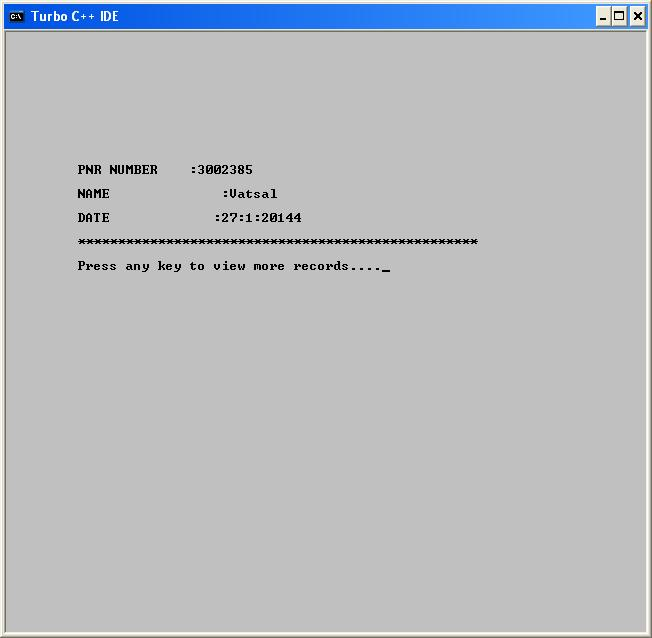 Turbo C++ IDE
PNR NUMBER    :3002385
NAME              :Vatsal
DATE             :27:1:20144
**************************************************
Press any key to view more records...._